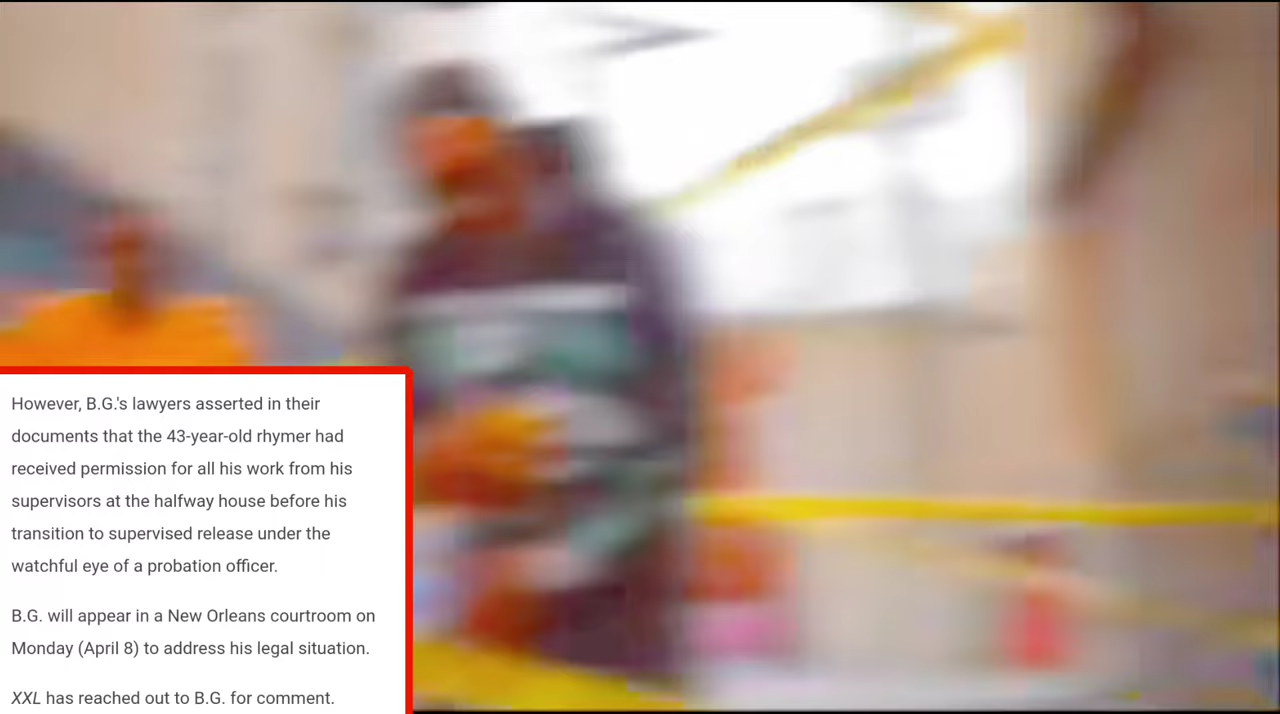 However, B.G.'s lawyers asserted in their
documents that the 43-year-old rhymer had
received permission for all his work from his
supervisors at the halfway house before his
transition to supervised release under the
watchful eye of a probation officer.
B.G. will appear in a New Orleans courtroom on
Monday (April 8) to address his legal situation.
XXL has reached out to B.G. for comment.